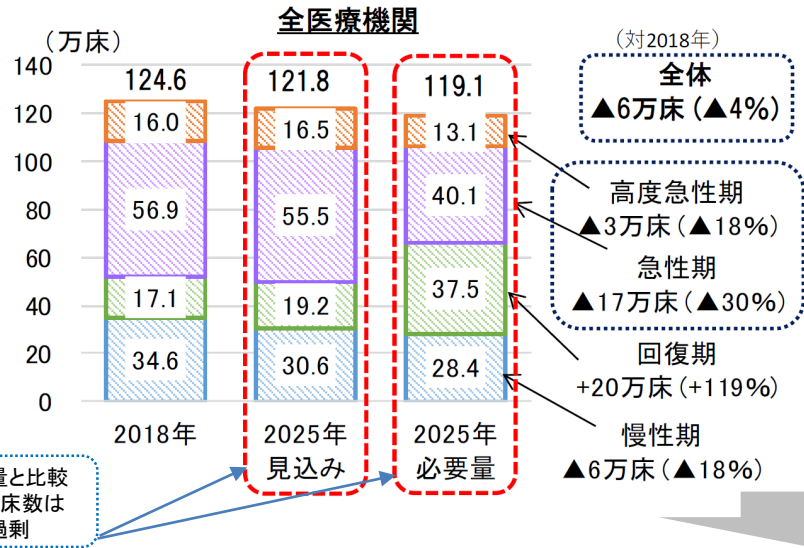 全医療機関
（万床）
（対2018年）
140
120
100
80
60
40
20
0
124.6
16.0
56.9
17.1
34.6
2018年
121.8
16.5
55.5
19.2
30.6
2025年
見込み
119.1
13.1
40.1
37.5
28.4
2025年
必要量
全体
▲6万床（▲4%）
高度急性期
▲3万床（▲18%）
急性期
▲17万床（▲30%）
回復期
+20万床（+119%）
慢性期
▲6万床（▲18%）
量と比較
床数は
過剰